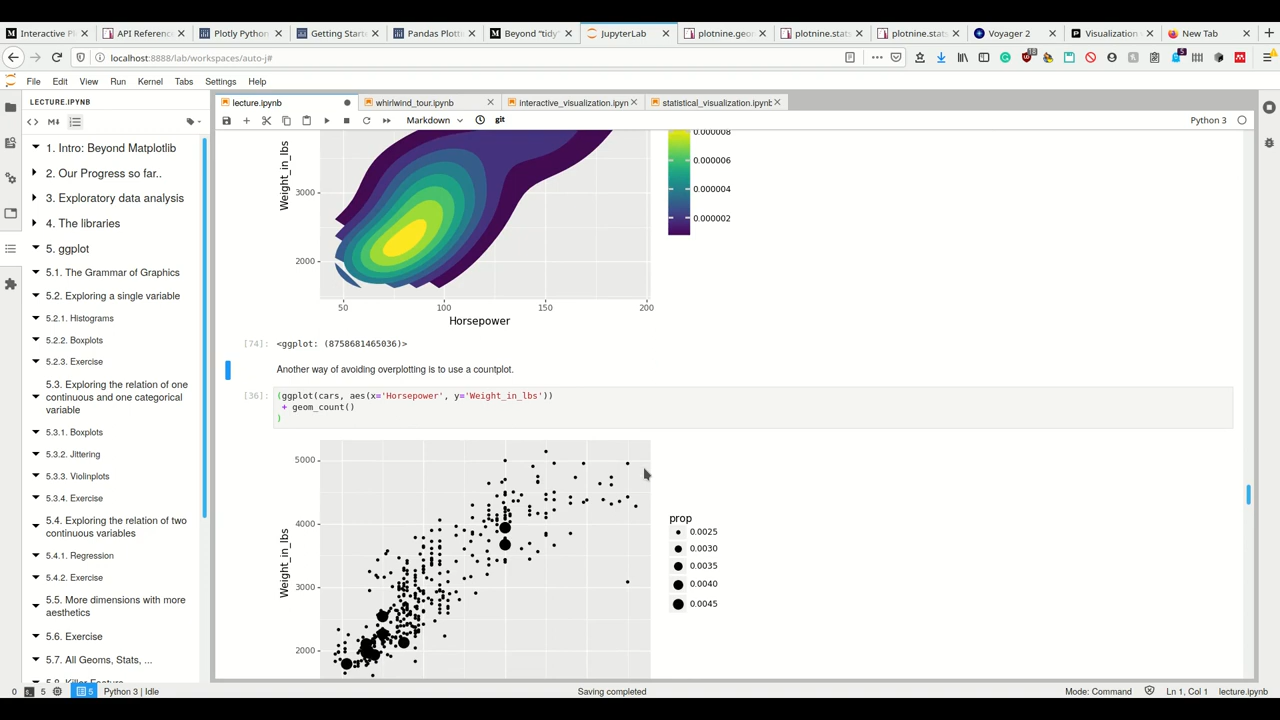 Interactive Pl
API Reference
Plotly Python
Getting Starte
Pandas Plotti
Beyond "tidy"
JupyterLab
plotnine.geor
plotnine.stats
plotnine.stats
Voyager 2
Visualization w
New Tab
localhost:8888/lab/workspaces/auto-j#
File Edit View Run Kernel Tabs Settings Help
LECTURE.IPYNB
lecture.ipynb
whirlwind_tour.ipynb
interactive_visualization.ipyn
statistical_visualization.ipynb
Markdown
git
Python 3
1. Intro: Beyond Matplotlib
2. Our Progress so far..
3. Exploratory data analysis
4. The libraries
5. ggplot
5.1. The Grammar of Graphics
5.2. Exploring a single variable
5.2.1. Histograms
5.2.2. Boxplots
5.2.3. Exercise
5.3. Exploring the relation of one
continuous and one categorical
variable
5.3.1. Boxplots
5.3.2. Jittering
5.3.3. Violinplots
5.3.4. Exercise
5.4. Exploring the relation of two
continuous variables
5.4.1. Regression
5.4.2. Exercise
5.5. More dimensions with more
aesthetics
5.6. Exercise
5.7. All Geoms, Stats, ...
5.8. Killer Feature
Weight_in_lbs
3000
2000
50 100 150 200
Horsepower
0.000008
0.000006
0.000004
0.000002
[74]: <ggplot: (8758681465036)>
Another way of avoiding overplotting is to use a countplot.
[36]: (ggplot(cars, aes(x='Horsepower', y='Weight_in_lbs'))
+ geom_count()
)
Weight_in_lbs
5000
4000
3000
2000
prop
0.0025
0.0030
0.0035
0.0040
0.0045
0 5 5 Python 3 | Idle
Saving completed
Mode: Command Ln 1, Col 1 lecture.ipynb